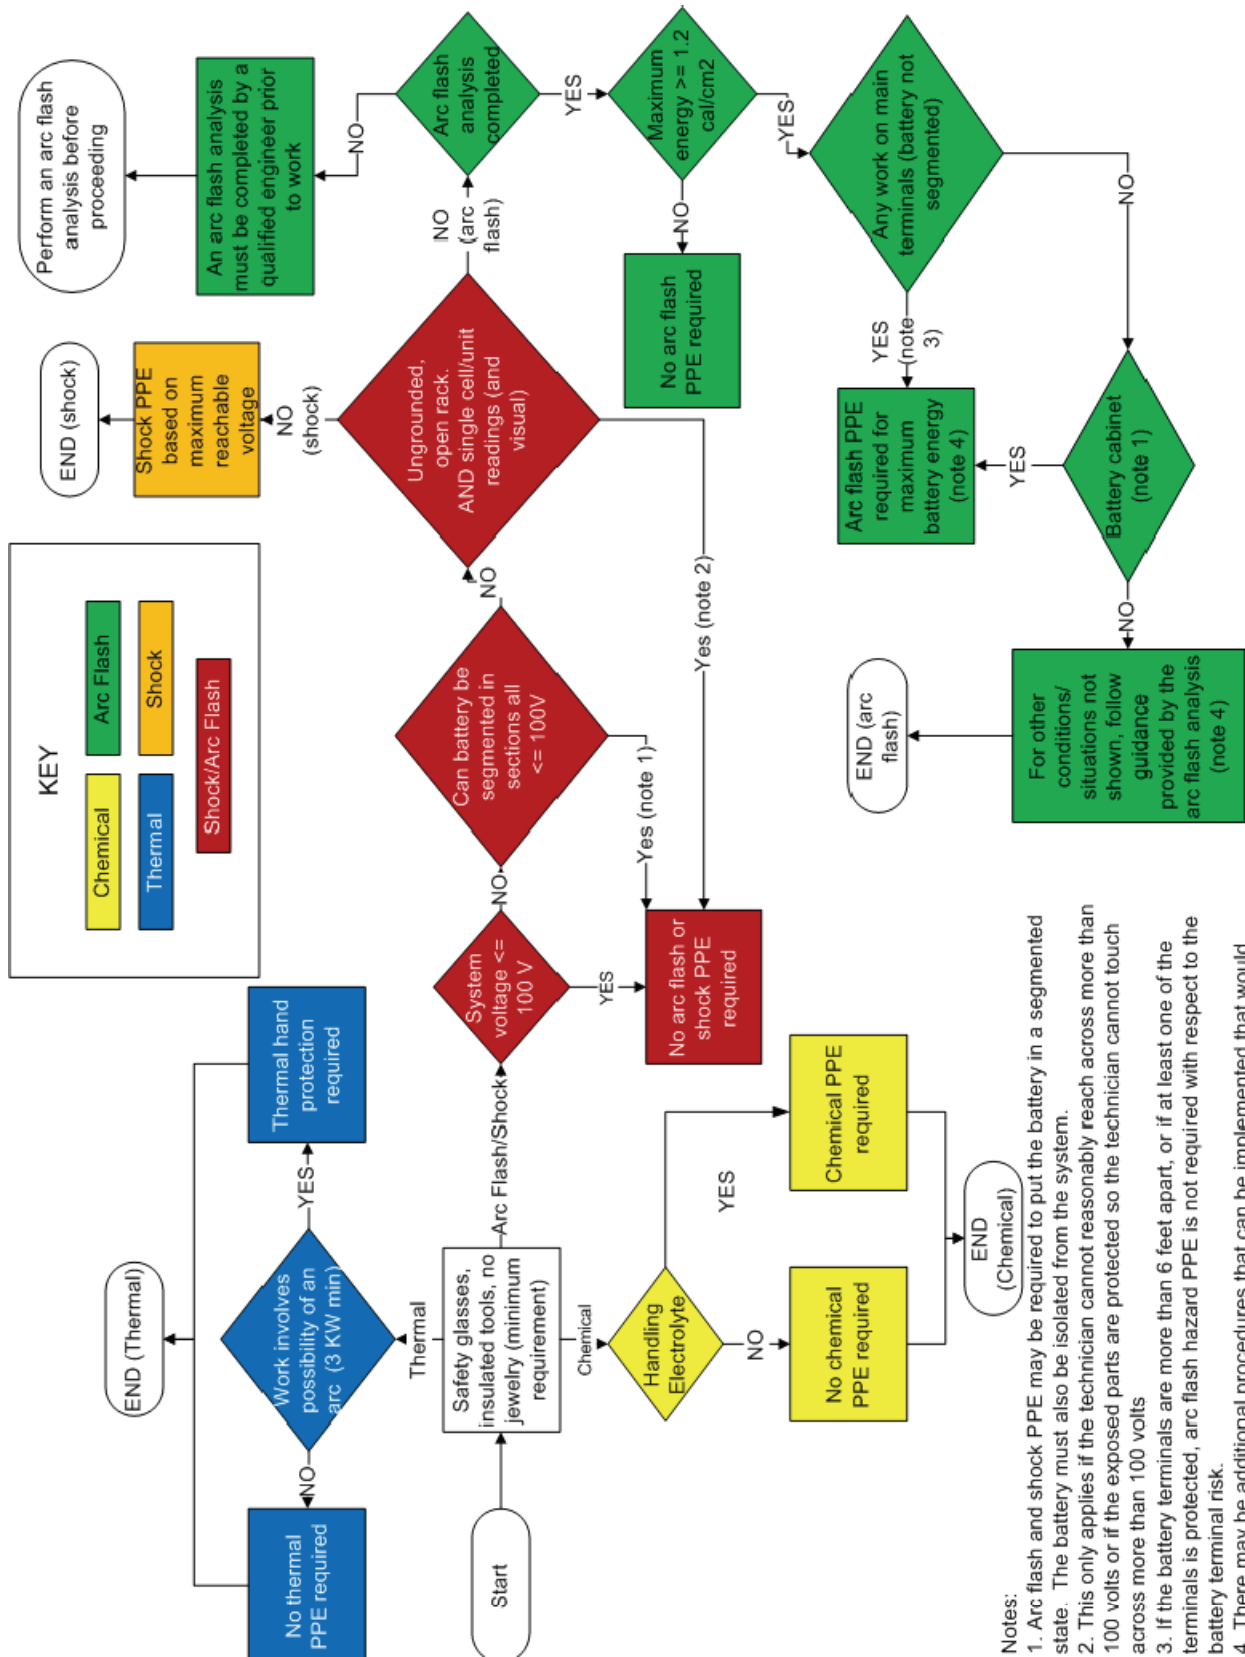 Start
Safety glasses,
insulated tools, no
jewelry (minimum
requirement)
Thermal
Work involves
possibility of an
arc (3 KW min)
NO
No thermal
PPE required
YES
Thermal hand
protection
required
END (Thermal)
Chemical
Handling
Electrolyte
NO
No chemical
PPE required
YES
Chemical PPE
required
END
(Chemical)
Arc Flash/Shock
System
voltage <=
100 V
YES
No arc flash or
shock PPE
required
NO
Can battery be
segmented in
sections all
<= 100V
Yes (note 1)
NO
Ungrounded,
open rack.
AND single cell/unit
readings (and
visual)
Yes (note 2)
NO
(shock)
Shock PPE
based on
maximum
reachable
voltage
END (shock)
NO
(arc
flash)
Arc flash
analysis
completed
NO
An arc flash analysis
must be completed by a
qualified engineer prior
to work
Perform an arc flash
analysis before
proceeding
YES
Maximum
energy >= 1.2
cal/cm2
NO
No arc flash
PPE required
YES
Any work on main
terminals (battery not
segmented)
YES
(note
3)
Arc flash PPE
required for
maximum
battery energy
(note 4)
NO
Battery cabinet
(note 1)
YES
NO
For other
conditions/
situations not
shown, follow
guidance
provided by the
arc flash analysis
(note 4)
END (arc
flash)
KEY
Chemical
Arc Flash
Thermal
Shock
Shock/Arc Flash
Notes:
1. Arc flash and shock PPE may be required to put the battery in a segmented
state. The battery must also be isolated from the system.
2. This only applies if the technician cannot reasonably reach across more than
100 volts or if the exposed parts are protected so the technician cannot touch
across more than 100 volts
3. If the battery terminals are more than 6 feet apart, or if at least one of the
terminals is protected, arc flash hazard PPE is not required with respect to the
battery terminal risk.
4. There may be additional procedures that can be implemented that would